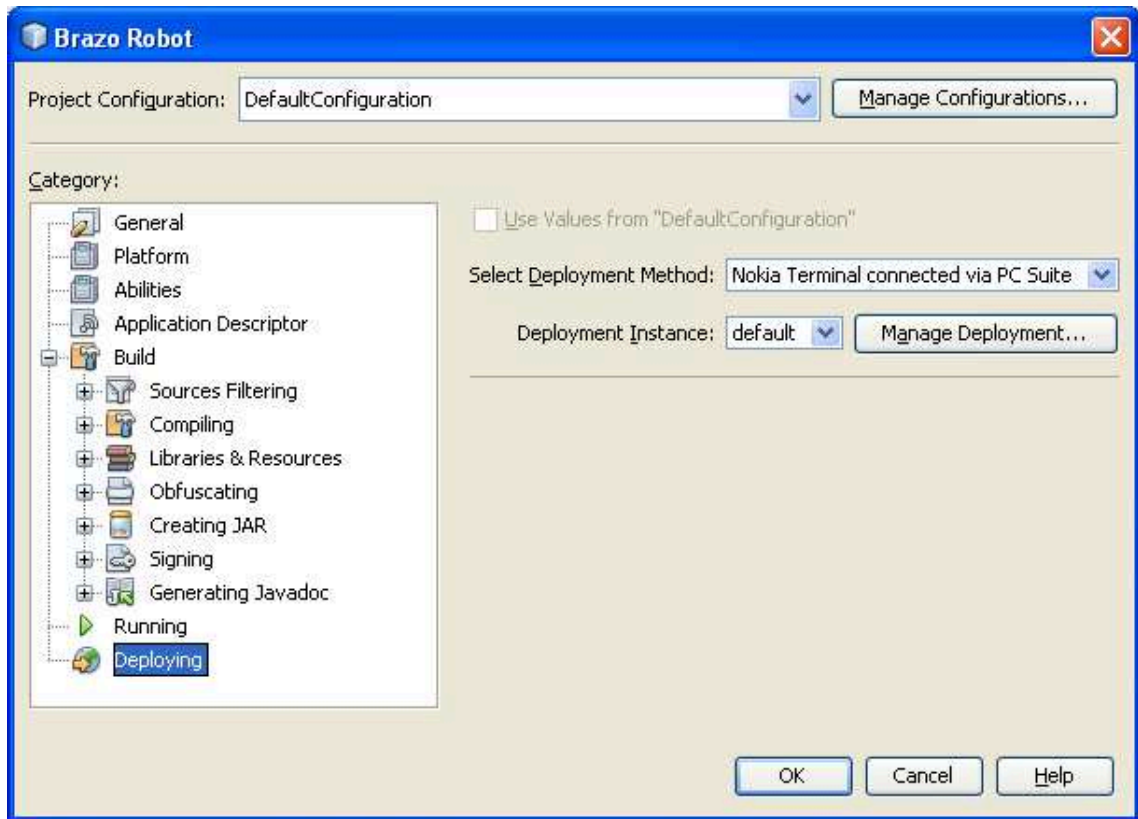 Brazo Robot
Project Configuration: DefaultConfiguration Manage Configurations...
Category:
General
Platform
Abilities
Application Descriptor
Build
Sources Filtering
Compiling
Libraries & Resources
Obfuscating
Creating JAR
Signing
Generating Javadoc
Running
Deploying
Use Values from "DefaultConfiguration"
Select Deployment Method: Nokia Terminal connected via PC Suite
Deployment Instance: default Manage Deployment...
OK Cancel Help